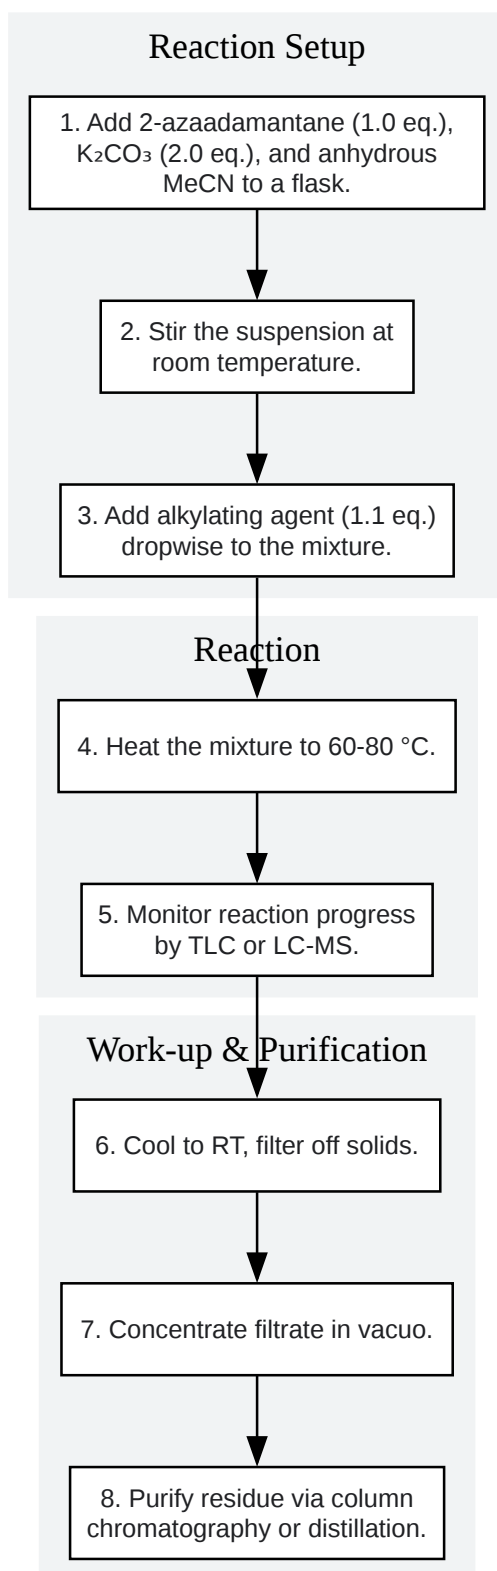 Reaction Setup
1. Add 2-azaadamantane (1.0 eq.),
K₂CO₃ (2.0 eq.), and anhydrous
MeCN to a flask.
2. Stir the suspension at
room temperature.
3. Add alkylating agent (1.1 eq.)
dropwise to the mixture.
Reaction
4. Heat the mixture to 60-80 °C.
5. Monitor reaction progress
by TLC or LC-MS.
Work-up & Purification
6. Cool to RT, filter off solids.
7. Concentrate filtrate in vacuo.
8. Purify residue via column
chromatography or distillation.